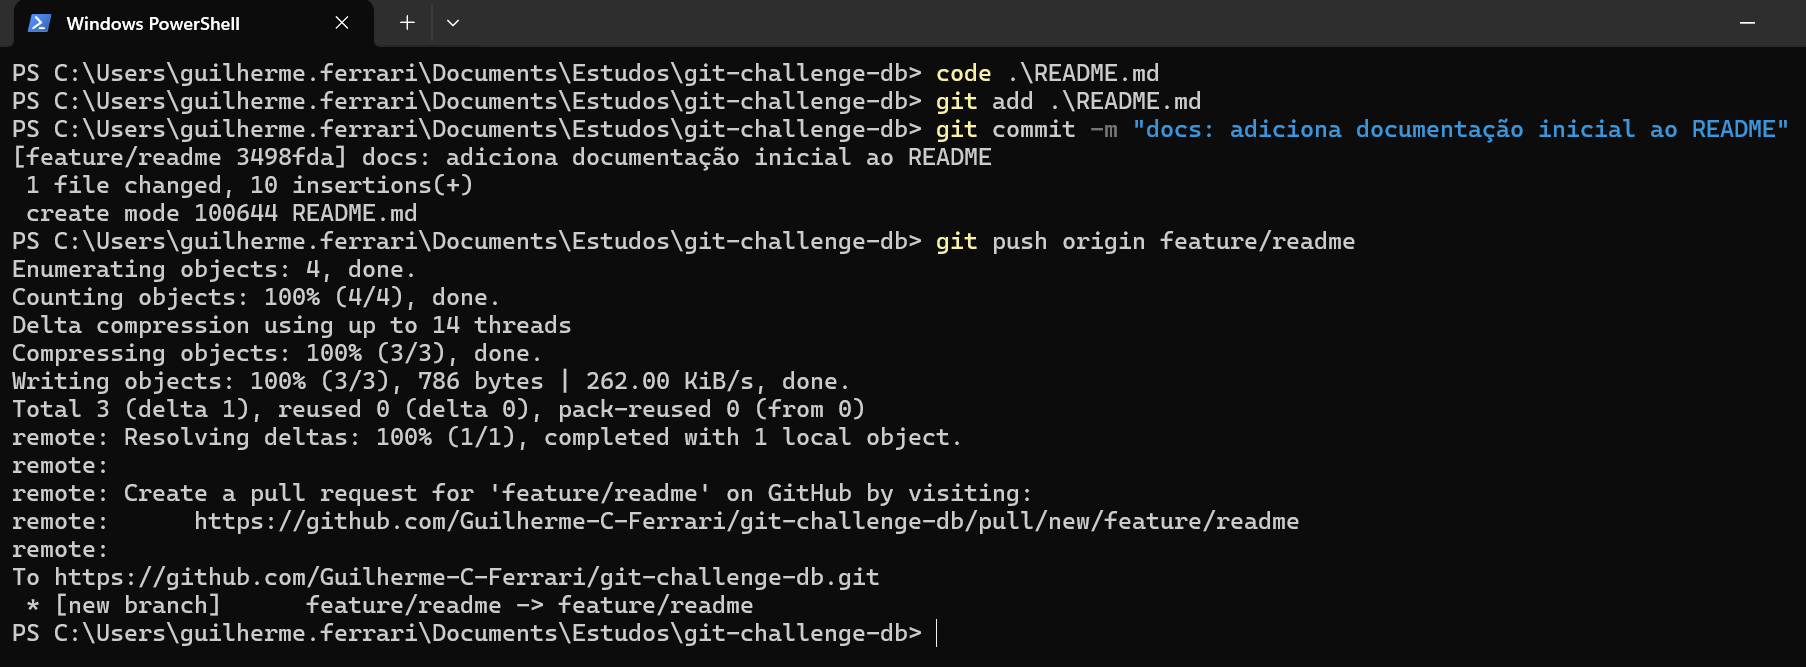 Windows PowerShell
PS C:\Users\guilherme.ferrari\Documents\Estudos\git-challenge-db> code .\README.md
PS C:\Users\guilherme.ferrari\Documents\Estudos\git-challenge-db> git add .\README.md
PS C:\Users\guilherme.ferrari\Documents\Estudos\git-challenge-db> git commit -m "docs: adiciona documentação inicial ao README"
[feature/readme 3498fda] docs: adiciona documentação inicial ao README
 1 file changed, 10 insertions(+)
 create mode 100644 README.md
PS C:\Users\guilherme.ferrari\Documents\Estudos\git-challenge-db> git push origin feature/readme
Enumerating objects: 4, done.
Counting objects: 100% (4/4), done.
Delta compression using up to 14 threads
Compressing objects: 100% (3/3), done.
Writing objects: 100% (3/3), 786 bytes | 262.00 KiB/s, done.
Total 3 (delta 1), reused 0 (delta 0), pack-reused 0 (from 0)
remote: Resolving deltas: 100% (1/1), completed with 1 local object.
remote:
remote: Create a pull request for 'feature/readme' on GitHub by visiting:
remote:      https://github.com/Guilherme-C-Ferrari/git-challenge-db/pull/new/feature/readme
remote:
To https://github.com/Guilherme-C-Ferrari/git-challenge-db.git
 * [new branch]      feature/readme -> feature/readme
PS C:\Users\guilherme.ferrari\Documents\Estudos\git-challenge-db>